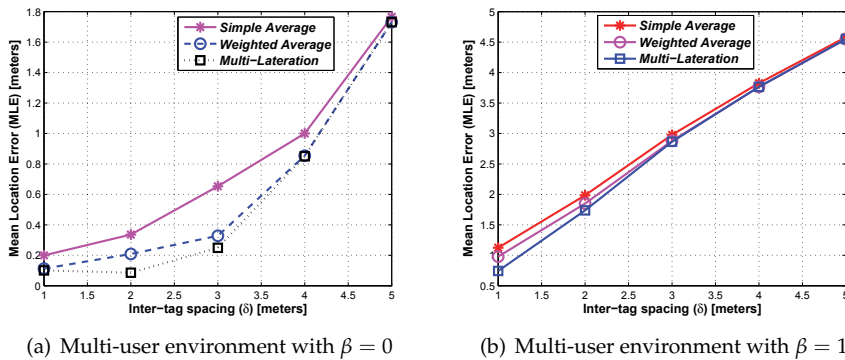 1.8
1.6
1.4
1.2
1
0.8
0.6
0.4
0.2
0
Mean Location Error (MLE) [meters]
Simple Average
Weighted Average
Multi-Lateration
1 1.5 2 2.5 3 3.5 4 4.5 5
Inter-tag spacing (δ) [meters]
(a) Multi-user environment with β = 0
5
4.5
4
3.5
3
2.5
2
1.5
1
0.5
Mean Location Error (MLE) [meters]
Simple Average
Weighted Average
Multi-Lateration
1 1.5 2 2.5 3 3.5 4 4.5 5
Inter-tag spacing (δ) [meters]
(b) Multi-user environment with β = 1